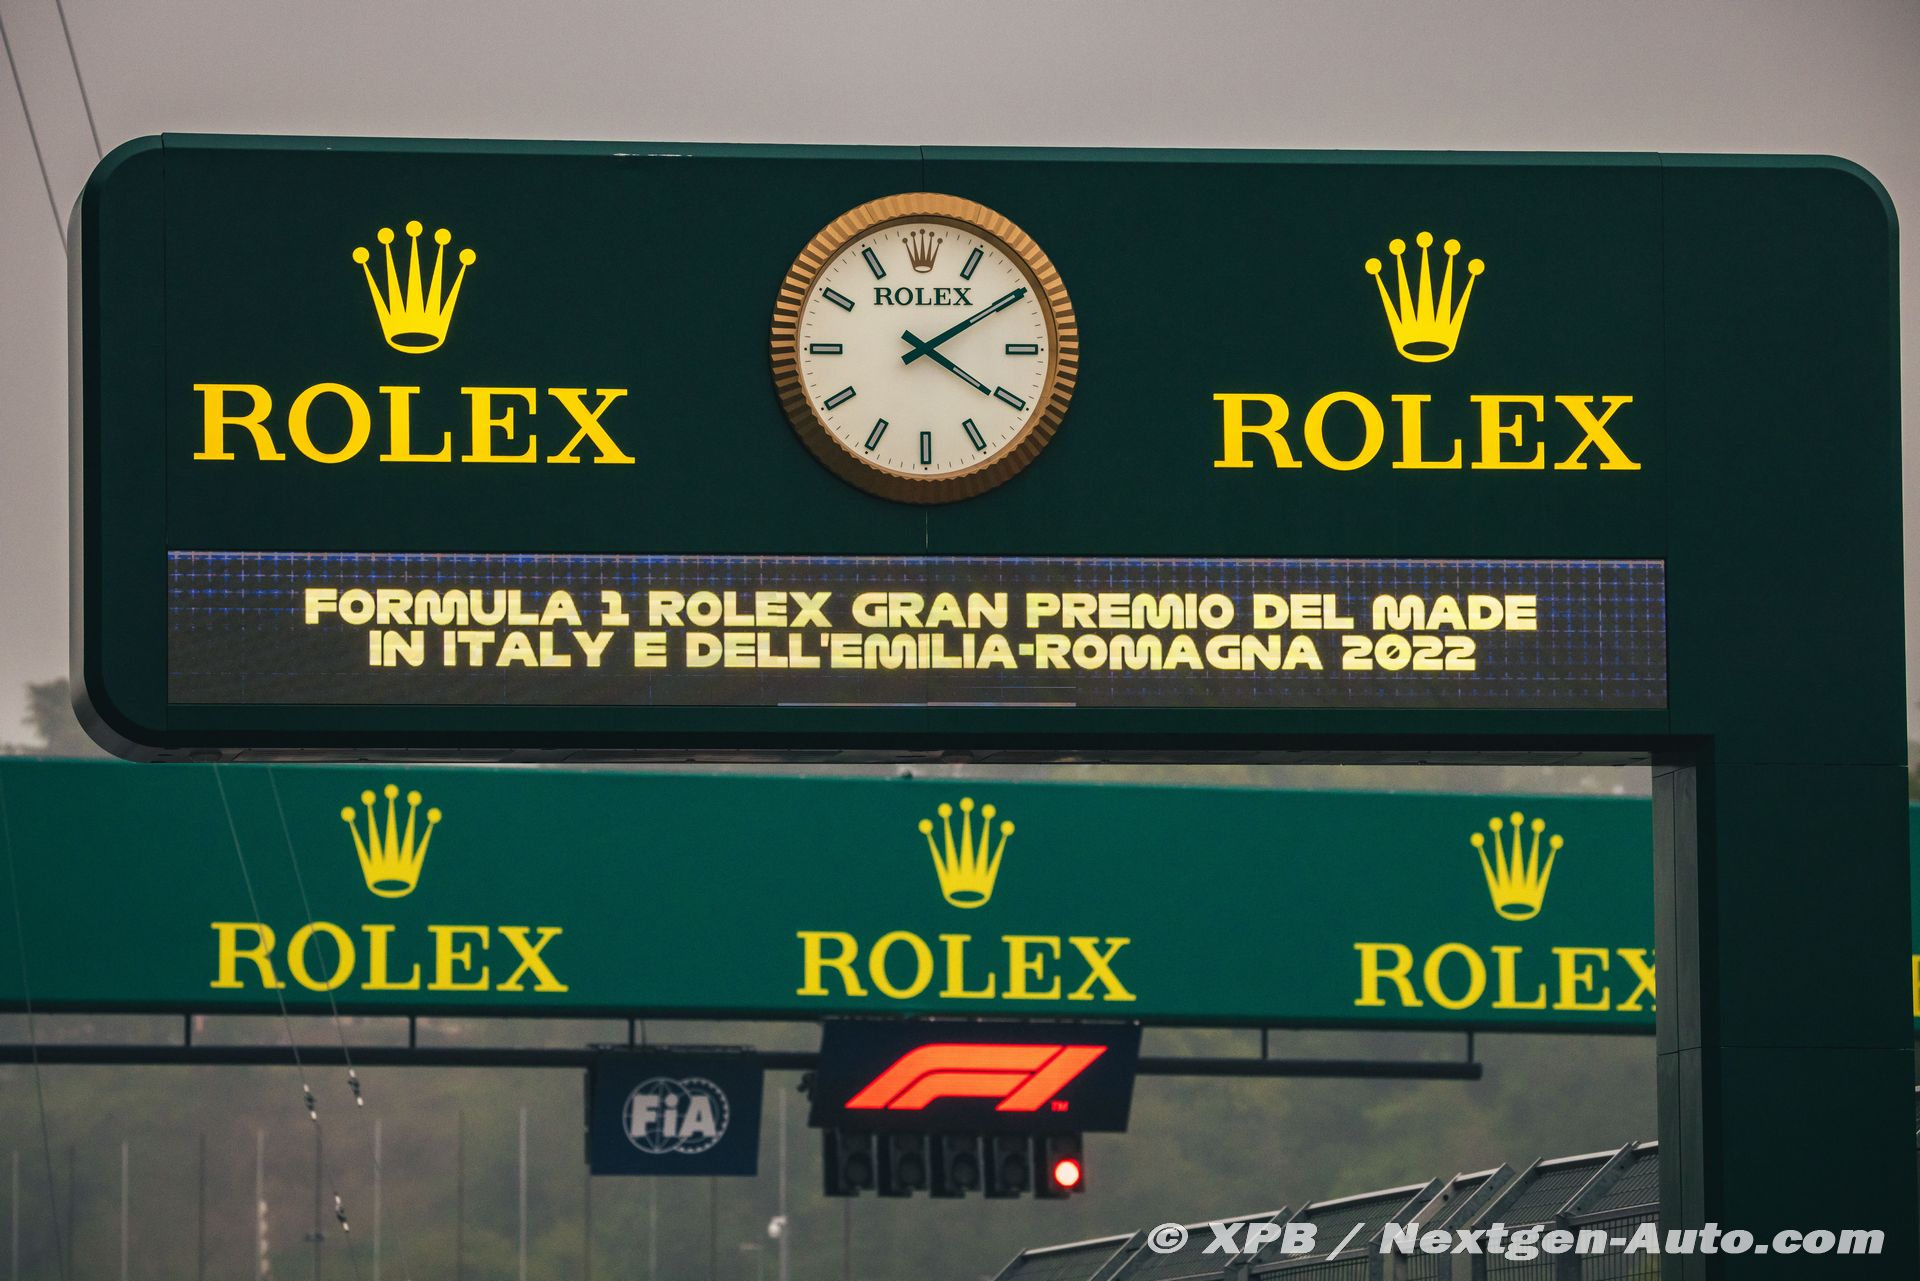 ROLEX
ROLEX
ROLEX
FORMULA 1 ROLEX GRAN PREMIO DEL MADE
IN ITALY E DELL'EMILIA-ROMAGNA 2022
ROLEX
ROLEX
ROLEX
FiA
F1 TM
© XPB / Nextgen-Auto.com